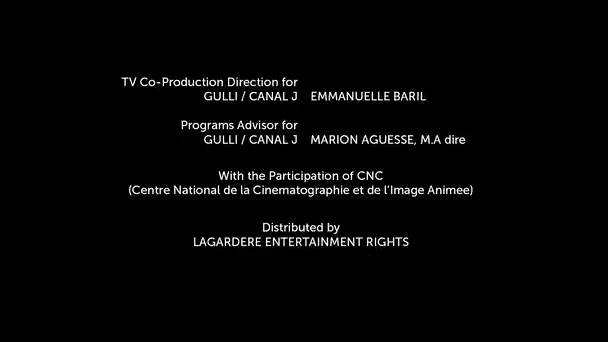 TV Co-Production Direction for
GULLI / CANAL J EMMANUELLE BARIL
Programs Advisor for
GULLI / CANAL J MARION AGUESSE, M.A dire
With the Participation of CNC
(Centre National de la Cinematographie et de l'Image Animee)
Distributed by
LAGARDERE ENTERTAINMENT RIGHTS